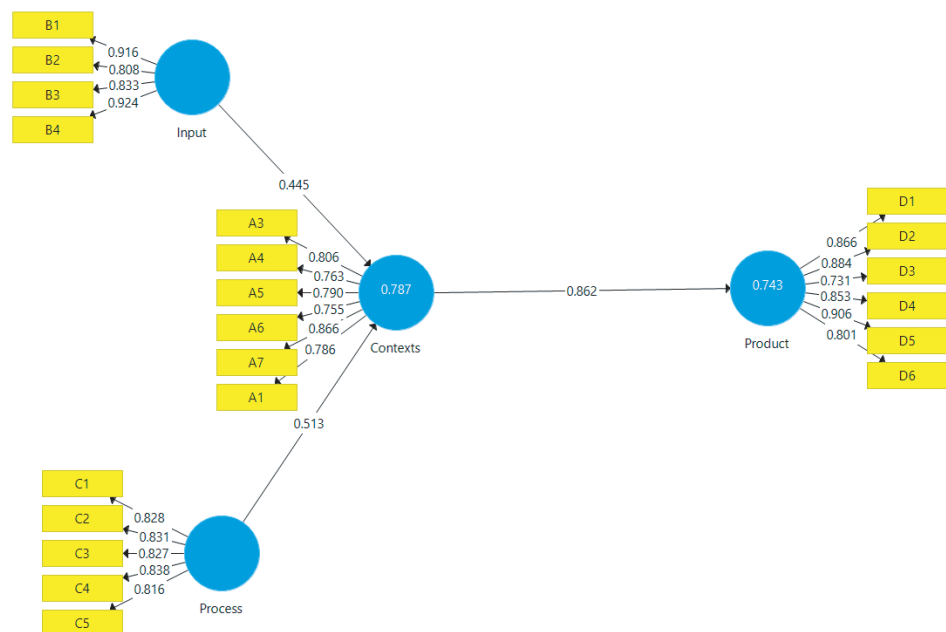 B1
B2
B3
B4
0.916
0.808
0.833
0.924
Input
0.445
A3
A4
A5
A6
A7
A1
0.806
0.763
0.790
0.755
0.866
0.786
0.787
Contexts
0.862
0.513
C1
C2
C3
C4
C5
0.828
0.831
0.827
0.838
0.816
Process
0.743
Product
0.866
0.884
0.731
0.853
0.906
0.801
D1
D2
D3
D4
D5
D6